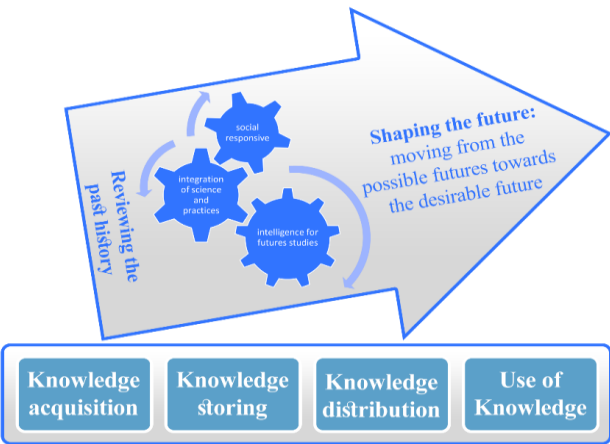 social
responsive
integration
of science
and
practices
intelligence for
futures studies
Reviewing the
past history
Shaping the future:
moving from the
possible futures towards
the desirable future
Knowledge
acquisition
Knowledge
storing
Knowledge
distribution
Use of
Knowledge